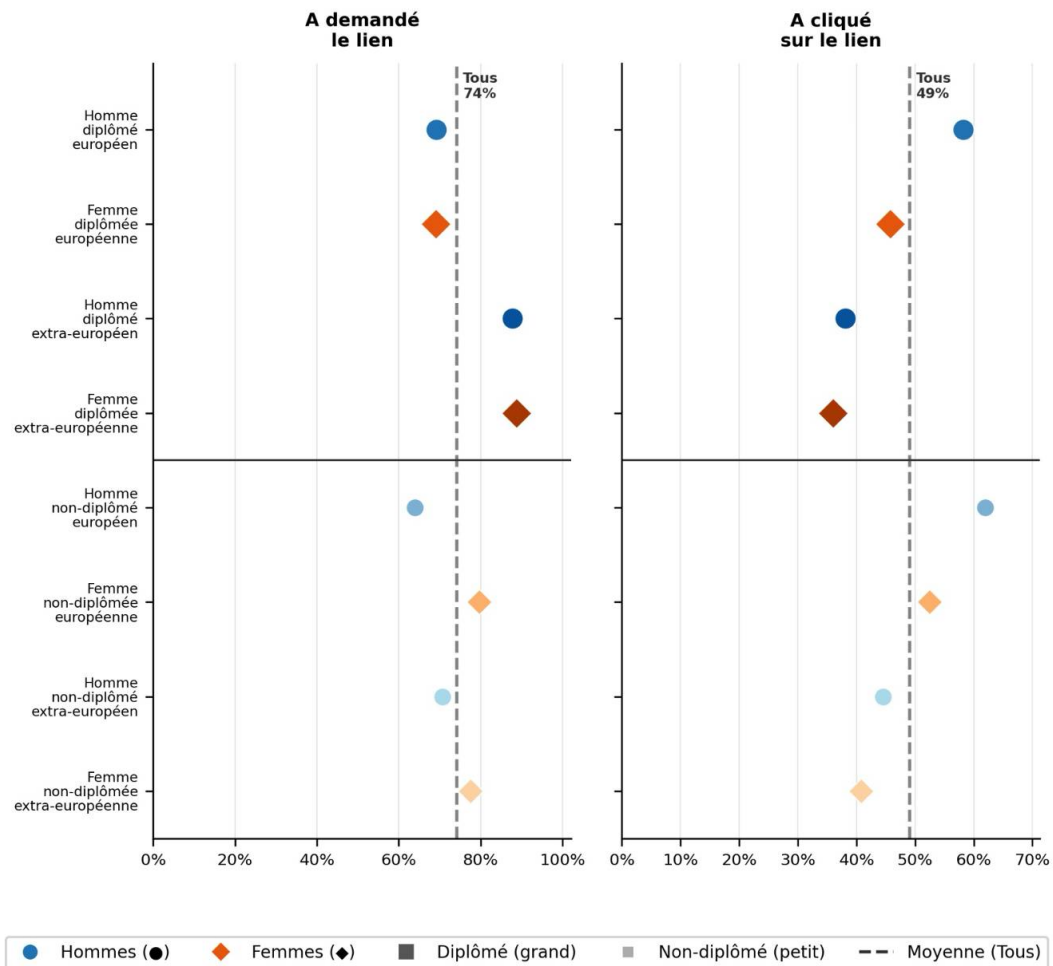 A demandé
le lien
A cliqué
sur le lien
Tous
74%
Tous
49%
Homme
diplômé
européen
Femme
diplômée
européenne
Homme
diplômé
extra-européen
Femme
diplômée
extra-européenne
Homme
non-diplômé
européen
Femme
non-diplômée
européenne
Homme
non-diplômé
extra-européen
Femme
non-diplômée
extra-européenne
0% 20% 40% 60% 80% 100%
0% 10% 20% 30% 40% 50% 60% 70%
Hommes (●) Femmes (◆) Diplômé (grand) Non-diplômé (petit) Moyenne (Tous)